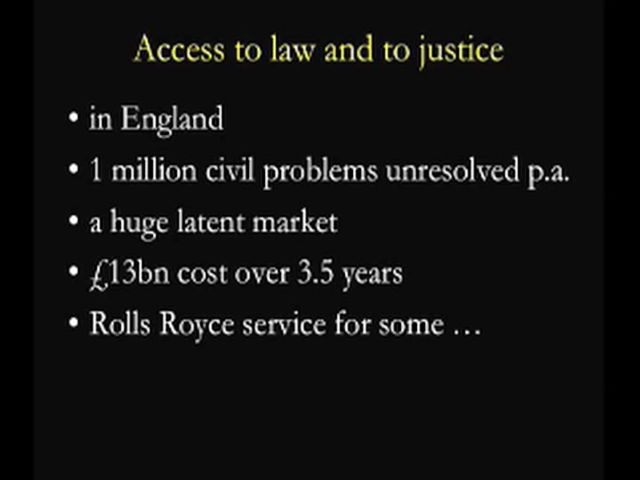 Access to law and to justice
• in England
• 1 million civil problems unresolved p.a.
• a huge latent market
• £13bn cost over 3.5 years
• Rolls Royce service for some …